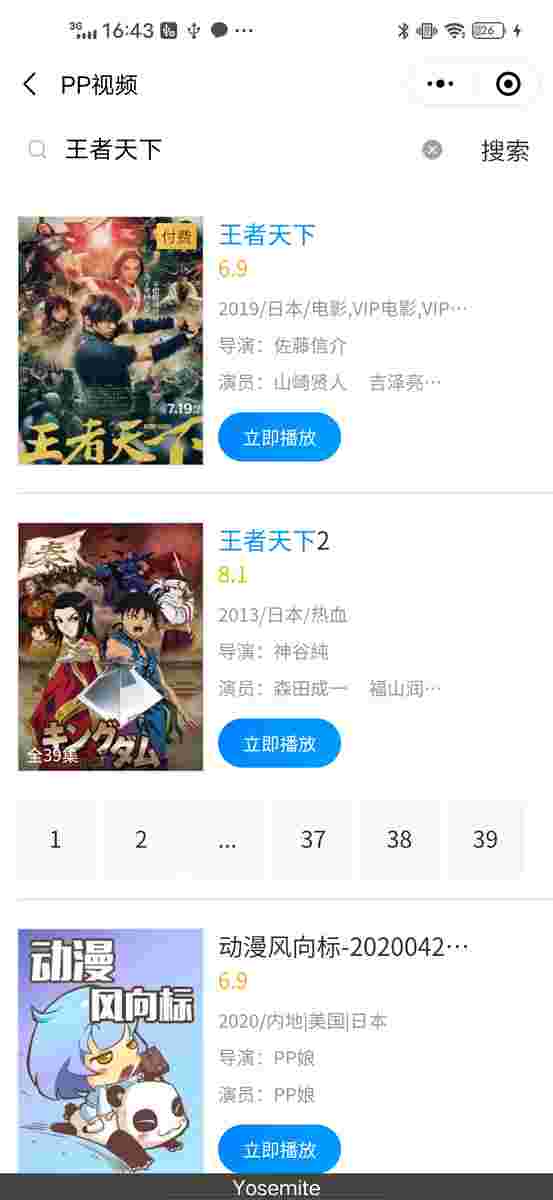 3G 16:43 26
PP视频
王者天下
搜索
付费
7.19
王者天下
王者天下
6.9
2019/日本/电影,VIP电影,VIP…
导演：佐藤信介
演员：山崎贤人 吉泽亮…
立即播放
キングダム
全39集
王者天下2
8.1
2013/日本/热血
导演：神谷純
演员：森田成一 福山润…
立即播放
1 2 ... 37 38 39
动漫
风向标
动漫风向标-2020042…
6.9
2020/内地|美国|日本
导演：PP娘
演员：PP娘
立即播放
Yosemite